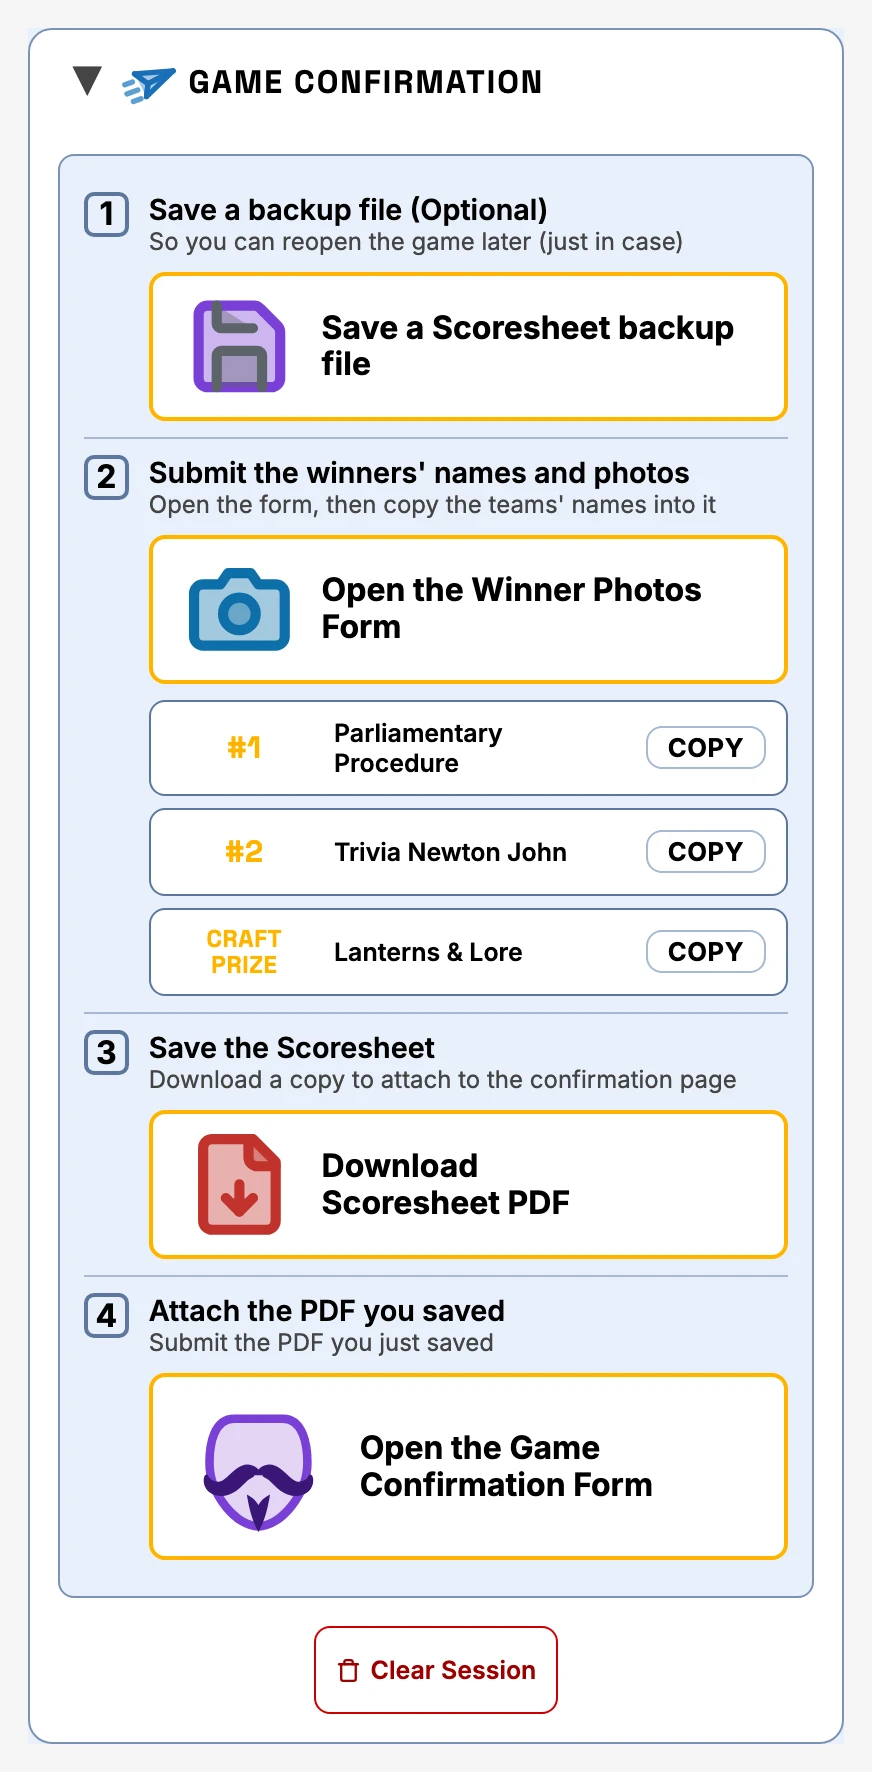 GAME CONFIRMATION
1
Save a backup file (Optional)
So you can reopen the game later (just in case)
Save a Scoresheet backup
file
2
Submit the winners' names and photos
Open the form, then copy the teams' names into it
Open the Winner Photos
Form
#1
Parliamentary
Procedure
COPY
#2
Trivia Newton John
COPY
CRAFT
PRIZE
Lanterns & Lore
COPY
3
Save the Scoresheet
Download a copy to attach to the confirmation page
Download
Scoresheet PDF
4
Attach the PDF you saved
Submit the PDF you just saved
Open the Game
Confirmation Form
Clear Session